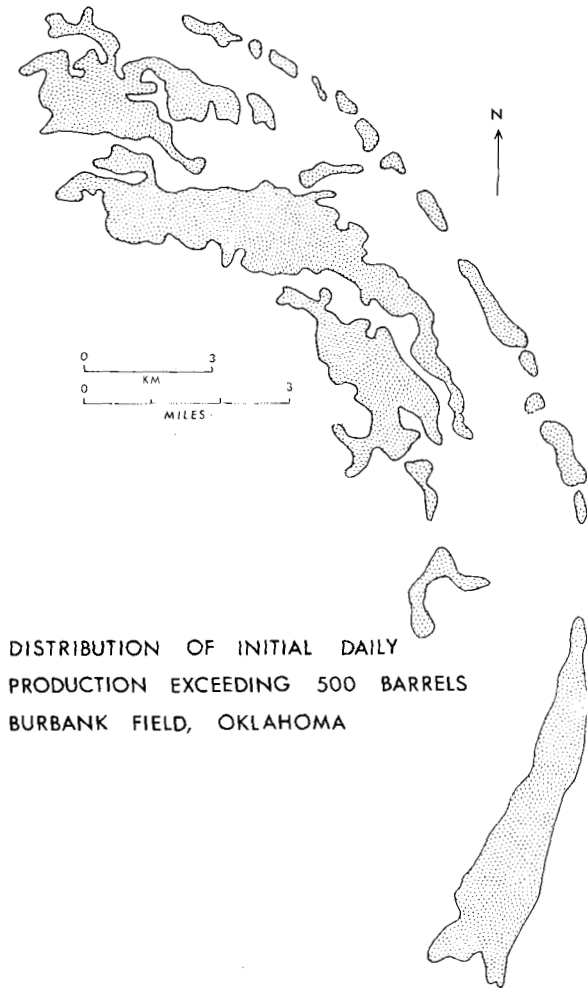 N
0 3
KM
0 3
MILES
DISTRIBUTION OF INITIAL DAILY
PRODUCTION EXCEEDING 500 BARRELS
BURBANK FIELD, OKLAHOMA